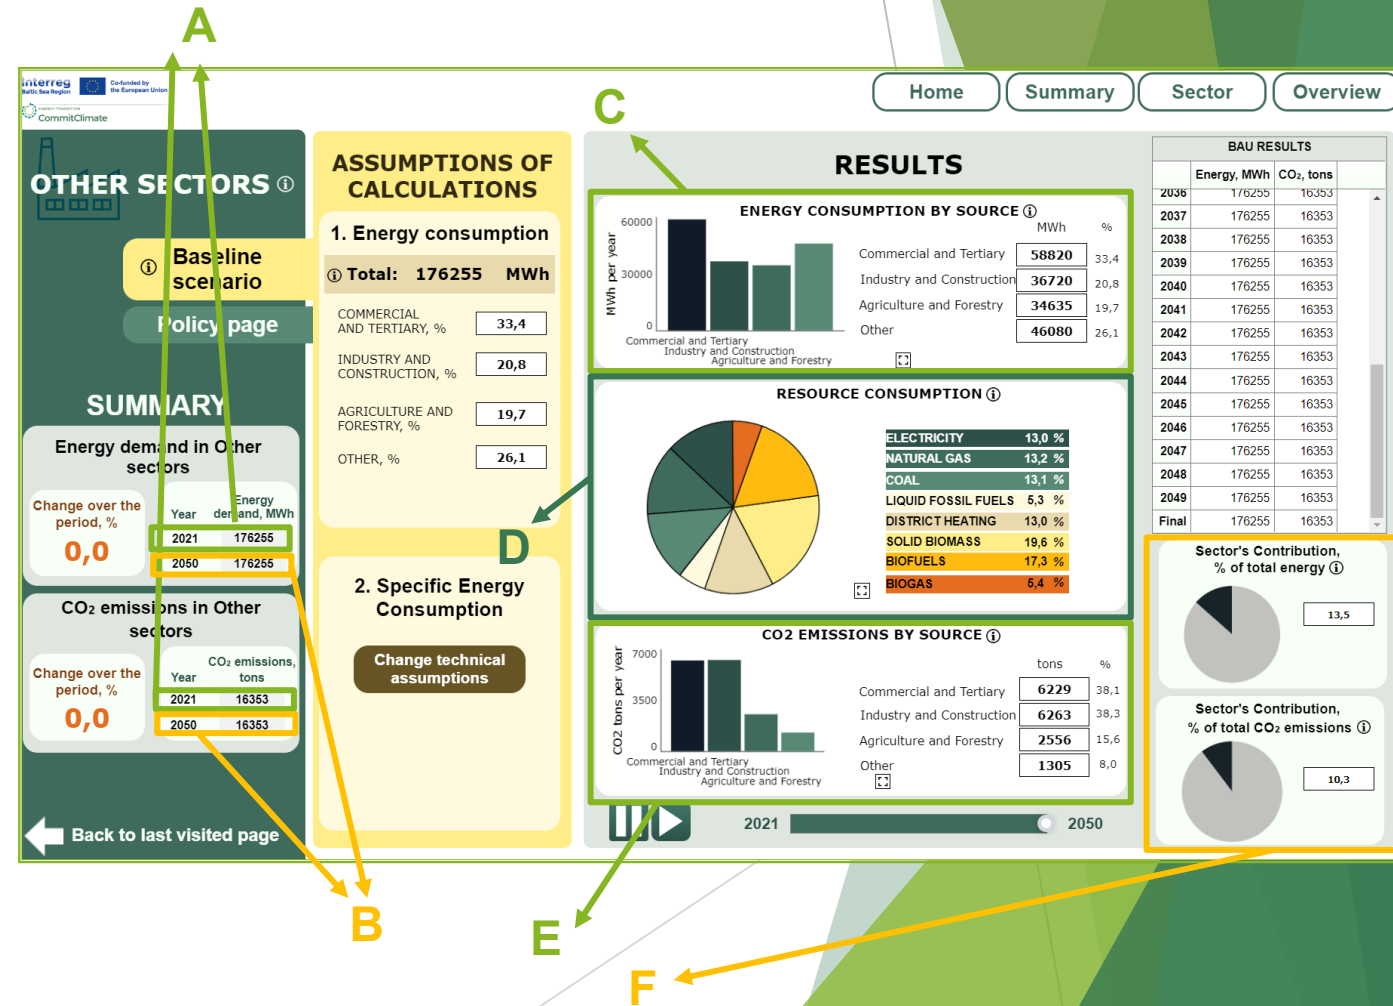 A
Interreg
Baltic Sea Region
Co-funded by
the European Union
ENERGY TRANSITION
CommitClimate
Home
Summary
Sector
Overview
C
OTHER SECTORS
Baseline
scenario
Policy page
SUMMARY
Energy demand in Other
sectors
Change over the
period, %
0,0
Year
Energy
demand, MWh
2021 176255
2050 176255
CO₂ emissions in Other
sectors
Change over the
period, %
0,0
Year
CO₂ emissions,
tons
2021 16353
2050 16353
Back to last visited page
ASSUMPTIONS OF
CALCULATIONS
1. Energy consumption
Total: 176255 MWh
COMMERCIAL
AND TERTIARY, %
33,4
INDUSTRY AND
CONSTRUCTION, %
20,8
AGRICULTURE AND
FORESTRY, %
19,7
OTHER, %
26,1
2. Specific Energy
Consumption
Change technical
assumptions
RESULTS
ENERGY CONSUMPTION BY SOURCE
MWh per year
60000
30000
0
Commercial and Tertiary
Industry and Construction
Agriculture and Forestry
MWh %
Commercial and Tertiary 58820 33,4
Industry and Construction 36720 20,8
Agriculture and Forestry 34635 19,7
Other 46080 26,1
D
RESOURCE CONSUMPTION
ELECTRICITY 13,0 %
NATURAL GAS 13,2 %
COAL 13,1 %
LIQUID FOSSIL FUELS 5,3 %
DISTRICT HEATING 13,0 %
SOLID BIOMASS 19,6 %
BIOFUELS 17,3 %
BIOGAS 5,4 %
CO2 EMISSIONS BY SOURCE
CO2 tons per year
7000
3500
0
Commercial and Tertiary
Industry and Construction
Agriculture and Forestry
tons %
Commercial and Tertiary 6229 38,1
Industry and Construction 6263 38,3
Agriculture and Forestry 2556 15,6
Other 1305 8,0
2021 2050
BAU RESULTS
Energy, MWh CO₂, tons
2036 176255 16353
2037 176255 16353
2038 176255 16353
2039 176255 16353
2040 176255 16353
2041 176255 16353
2042 176255 16353
2043 176255 16353
2044 176255 16353
2045 176255 16353
2046 176255 16353
2047 176255 16353
2048 176255 16353
2049 176255 16353
Final 176255 16353
Sector's Contribution,
% of total energy
13,5
Sector's Contribution,
% of total CO₂ emissions
10,3
B
E
F